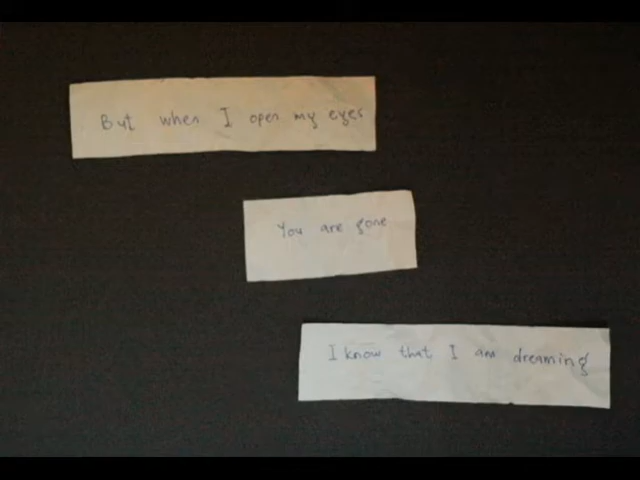 But when I open my eyes
You are gone
I know that I am dreaming